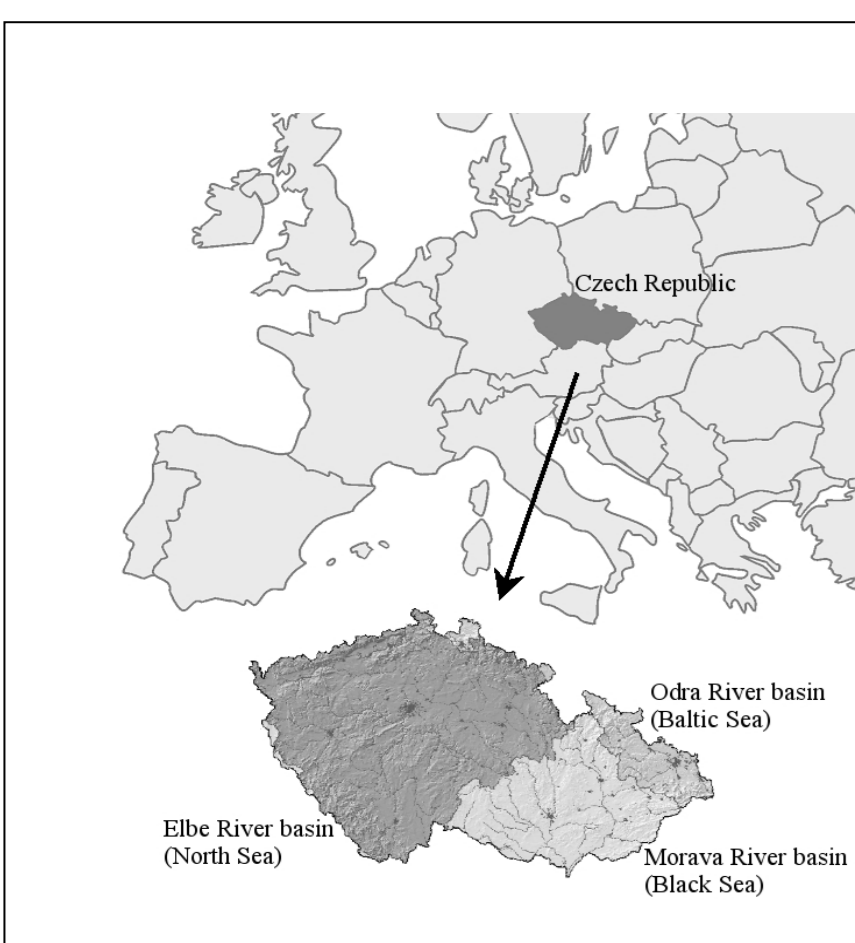 Czech Republic
Odra River basin
(Baltic Sea)
Elbe River basin
(North Sea)
Morava River basin
(Black Sea)